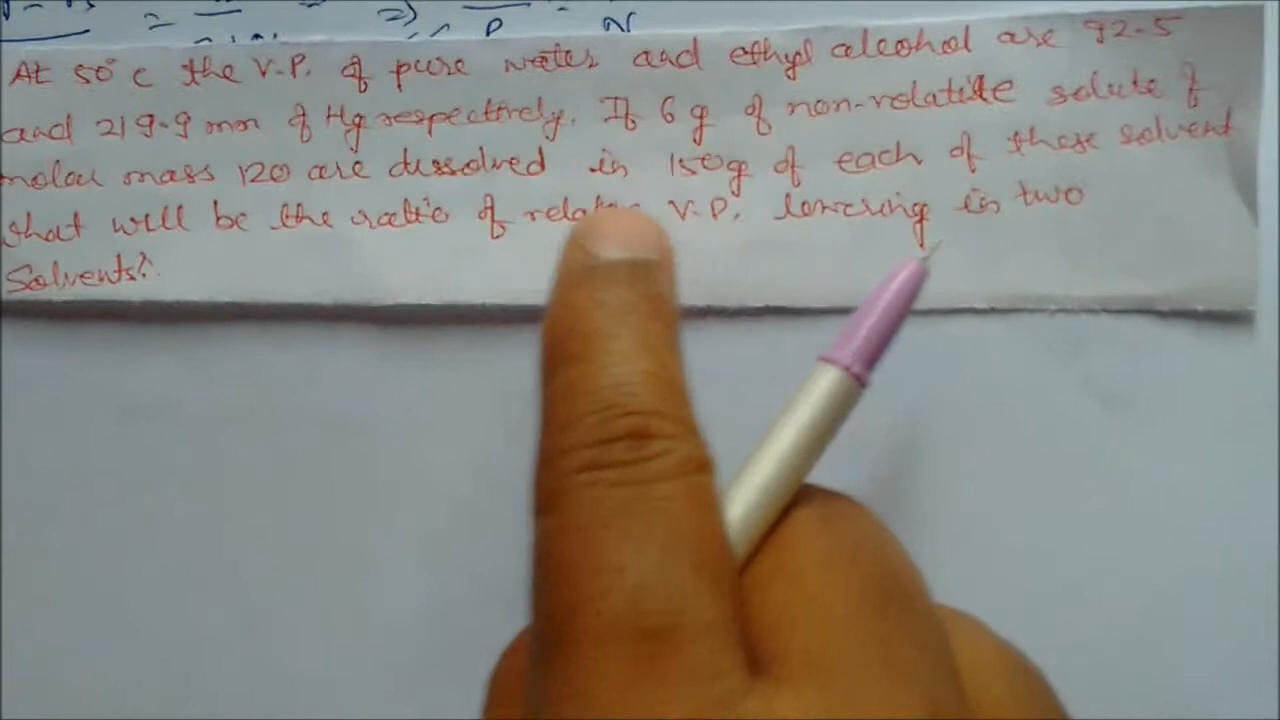 = => P N
At 50°C the V.P. of pure water and ethyl alcohol are 92.5
and 219.9 mm of Hg respectively. If 6g of non-volatile solute of
molar mass 120 are dissolved in 150g of each of these solvent
what will be the ratio of V.P. lowering in two
Solvents?